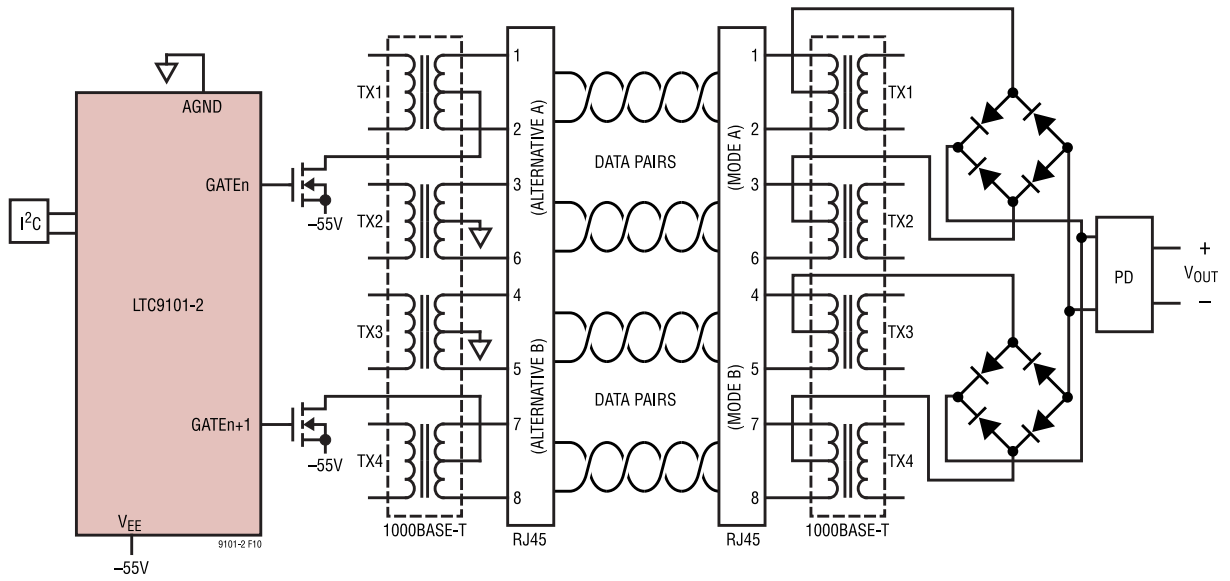 AGND
GATEn
I²C
LTC9101-2
GATEn+1
VEE
9101-2 F10
–55V
–55V
–55V
TX1
TX2
TX3
TX4
1000BASE-T
1
2
3
6
4
5
7
8
(ALTERNATIVE A)
(ALTERNATIVE B)
RJ45
DATA PAIRS
DATA PAIRS
1
2
3
6
4
5
7
8
(MODE A)
(MODE B)
RJ45
TX1
TX2
TX3
TX4
1000BASE-T
PD
+
VOUT
–